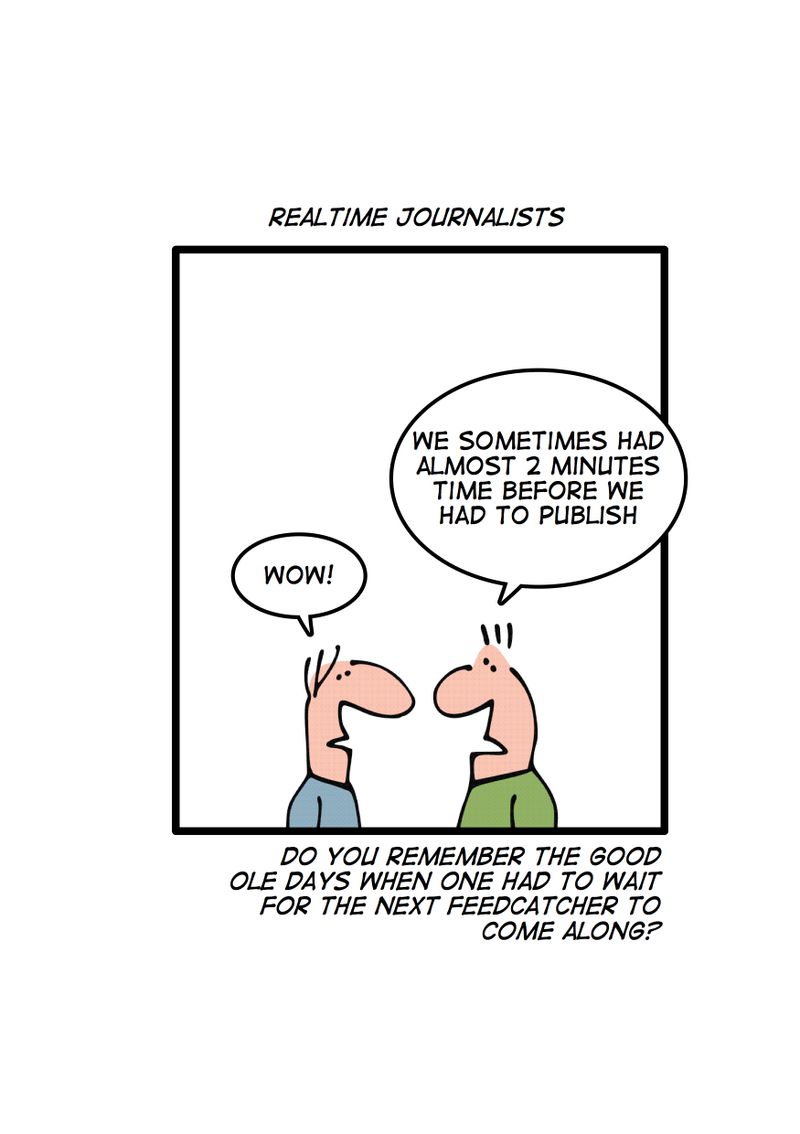 REALTIME JOURNALISTS
WE SOMETIMES HAD
ALMOST 2 MINUTES
TIME BEFORE WE
HAD TO PUBLISH
WOW!
DO YOU REMEMBER THE GOOD
OLE DAYS WHEN ONE HAD TO WAIT
FOR THE NEXT FEEDCATCHER TO
COME ALONG?